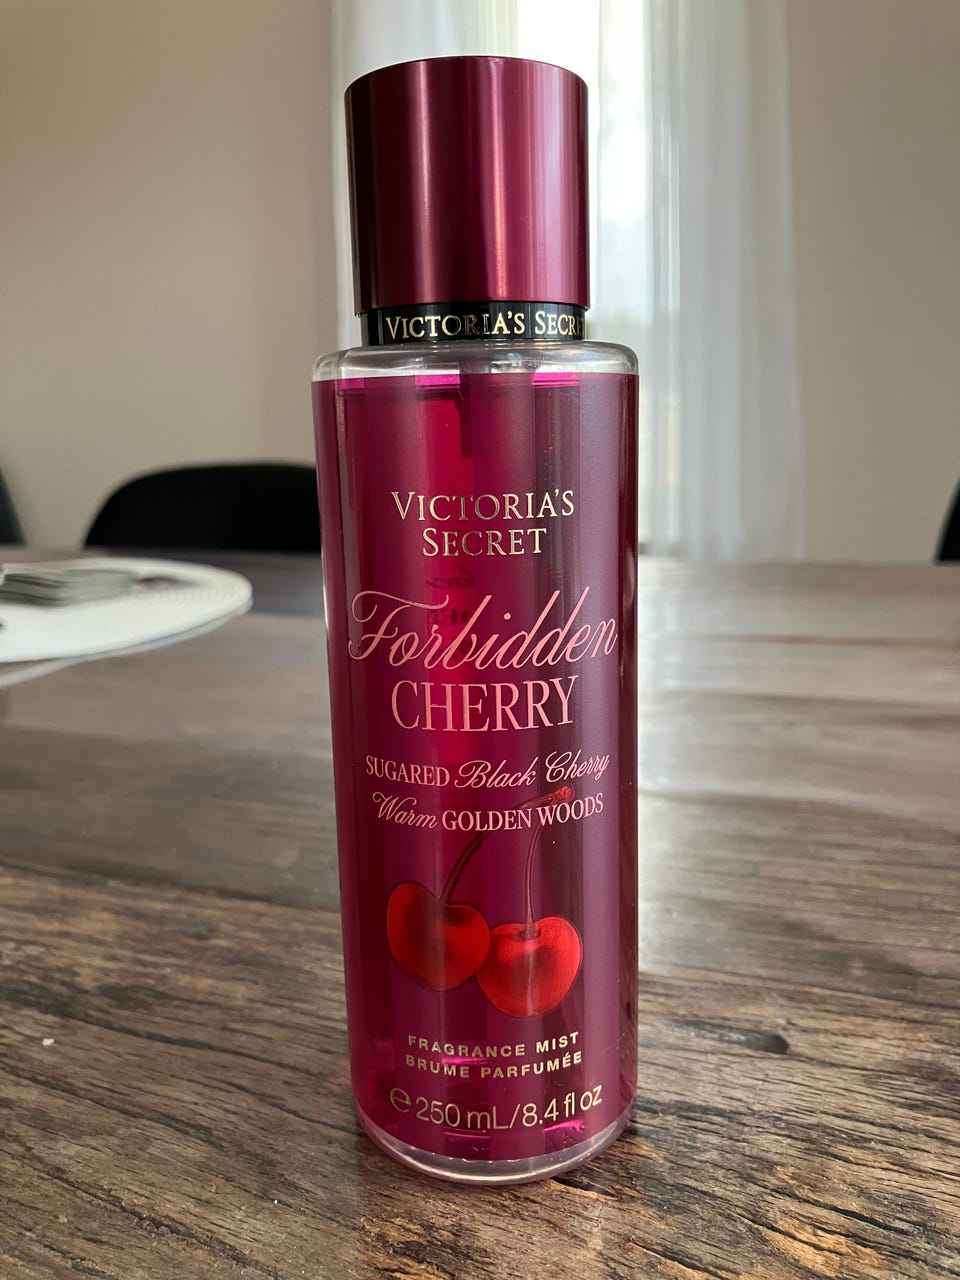 VICTORIA'S SECRE
VICTORIA'S
SECRET
Forbidden
CHERRY
SUGARED Black Cherry
Warm GOLDEN WOODS
FRAGRANCE MIST
BRUME PARFUMÉE
℮ 250 mL/8.4 fl oz